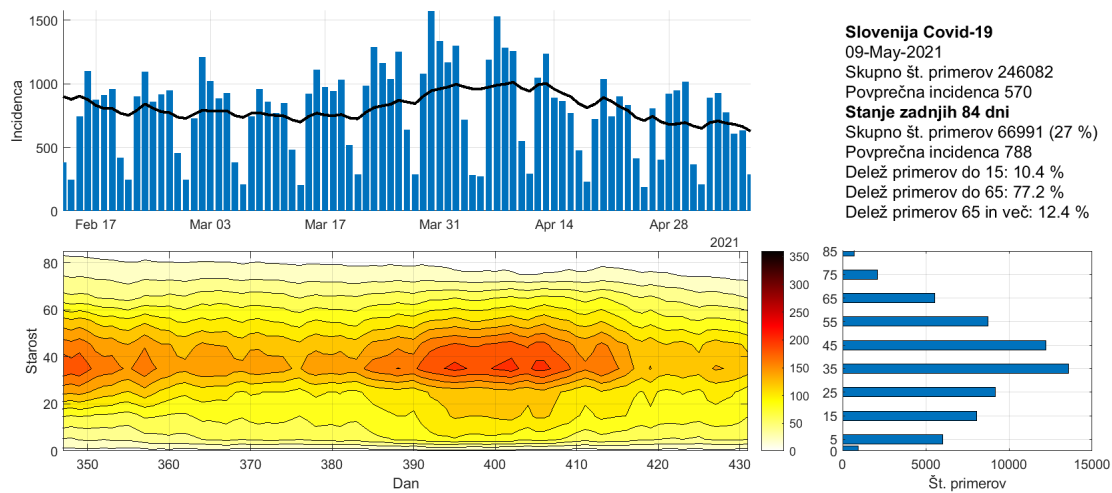 1500
1000
500
0
Incidenca
Feb 17
Mar 03
Mar 17
Mar 31
Apr 14
Apr 28
2021
Slovenija Covid-19
09-May-2021
Skupno št. primerov 246082
Povprečna incidenca 570
Stanje zadnjih 84 dni
Skupno št. primerov 66991 (27 %)
Povprečna incidenca 788
Delež primerov do 15: 10.4 %
Delež primerov do 65: 77.2 %
Delež primerov 65 in več: 12.4 %
80
60
40
20
0
Starost
350
360
370
380
390
400
410
420
430
Dan
350
300
250
200
150
100
50
0
85
75
65
55
45
35
25
15
5
0
0
5000
10000
15000
Št. primerov